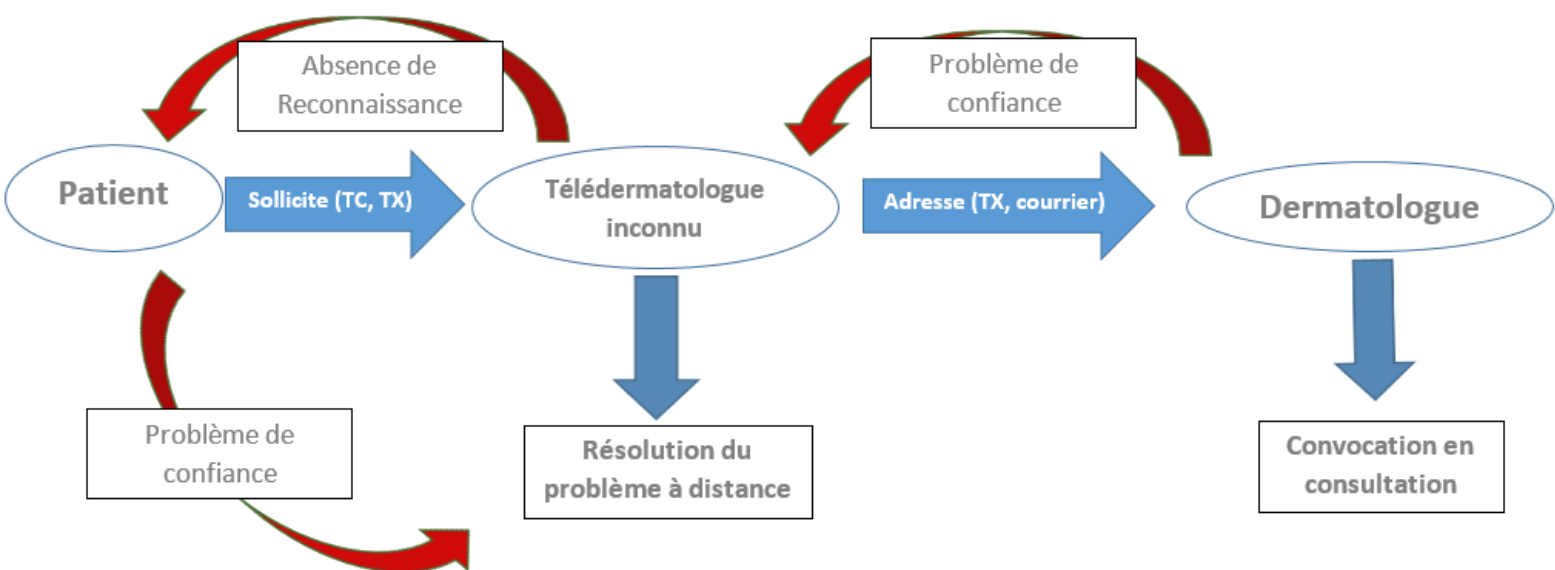 Absence de
Reconnaissance
Problème de
confiance
Patient
Sollicite (TC, TX)
Télédermatologue
inconnu
Adresse (TX, courrier)
Dermatologue
Problème de
confiance
Résolution du
problème à distance
Convocation en
consultation